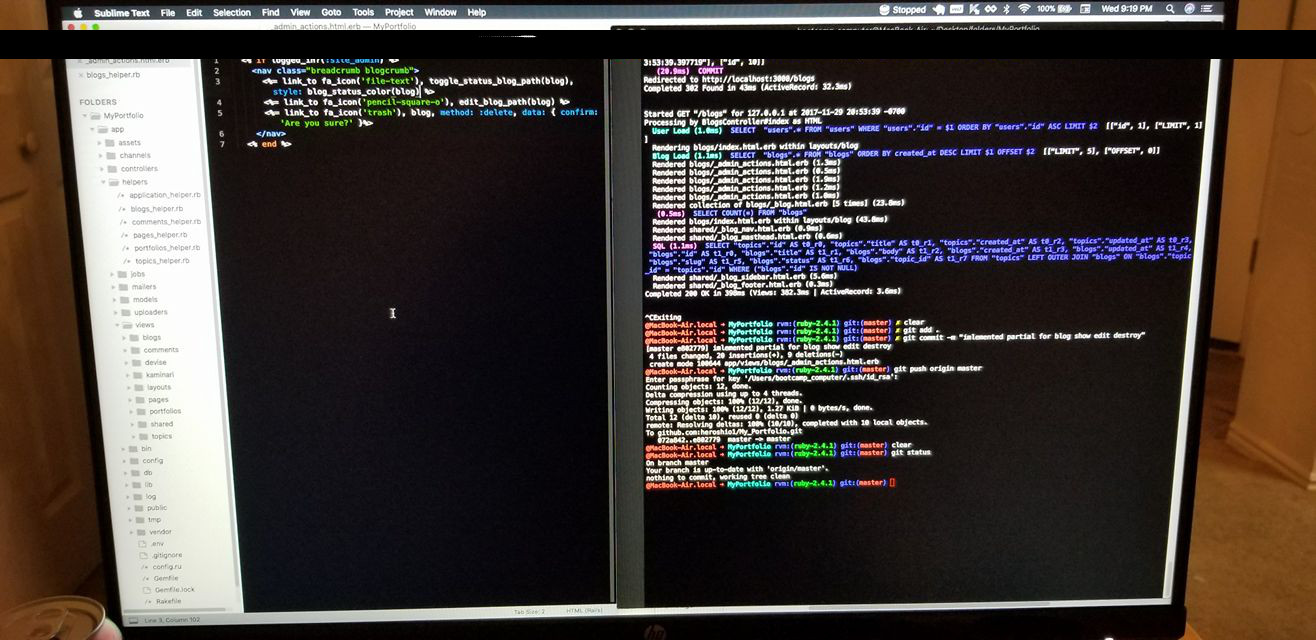 Sublime Text File Edit Selection Find View Goto Tools Project Window Help
Stopped 100% Wed 9:19 PM
_admin_actions.html.erb — MyPortfolio
_admin_actions.html.erb
blogs_helper.rb
FOLDERS
MyPortfolio
app
assets
channels
controllers
helpers
application_helper.rb
blogs_helper.rb
comments_helper.rb
pages_helper.rb
portfolios_helper.rb
topics_helper.rb
jobs
mailers
models
uploaders
views
blogs
comments
devise
kaminari
layouts
pages
portfolios
shared
topics
bin
config
db
lib
log
public
tmp
vendor
.env
.gitignore
config.ru
Gemfile
Gemfile.lock
Rakefile
Line 3, Column 102
1 <% if logged_in?(:site_admin) %>
2 <nav class="breadcrumb blogcrumb">
3 <%= link_to fa_icon('file-text'), toggle_status_blog_path(blog),
style: blog_status_color(blog) %>
4 <%= link_to fa_icon('pencil-square-o'), edit_blog_path(blog) %>
5 <%= link_to fa_icon('trash'), blog, method: :delete, data: { confirm:
'Are you sure?' }%>
6 </nav>
7 <% end %>
Tab Size: 2 HTML (Rails)
3:53:39.397719"], ["id", 10]]
(20.9ms) COMMIT
Redirected to http://localhost:3000/blogs
Completed 302 Found in 43ms (ActiveRecord: 32.3ms)
Started GET "/blogs" for 127.0.0.1 at 2017-11-29 20:53:39 -0700
Processing by BlogsController#index as HTML
User Load (1.0ms) SELECT "users".* FROM "users" WHERE "users"."id" = $1 ORDER BY "users"."id" ASC LIMIT $2 [["id", 1], ["LIMIT", 1]
]
Rendering blogs/index.html.erb within layouts/blog
Blog Load (1.1ms) SELECT "blogs".* FROM "blogs" ORDER BY created_at DESC LIMIT $1 OFFSET $2 [["LIMIT", 5], ["OFFSET", 0]]
Rendered blogs/_admin_actions.html.erb (1.3ms)
Rendered blogs/_admin_actions.html.erb (0.5ms)
Rendered blogs/_admin_actions.html.erb (1.9ms)
Rendered blogs/_admin_actions.html.erb (1.2ms)
Rendered blogs/_admin_actions.html.erb (1.0ms)
Rendered collection of blogs/_blog.html.erb [5 times] (23.8ms)
(0.5ms) SELECT COUNT(*) FROM "blogs"
Rendered blogs/index.html.erb within layouts/blog (43.8ms)
Rendered shared/_blog_nav.html.erb (0.9ms)
Rendered shared/_blog_masthead.html.erb (0.6ms)
SQL (1.1ms) SELECT "topics"."id" AS t0_r0, "topics"."title" AS t0_r1, "topics"."created_at" AS t0_r2, "topics"."updated_at" AS t0_r3,
"blogs"."id" AS t1_r0, "blogs"."title" AS t1_r1, "blogs"."body" AS t1_r2, "blogs"."created_at" AS t1_r3, "blogs"."updated_at" AS t1_r4,
"blogs"."slug" AS t1_r5, "blogs"."status" AS t1_r6, "blogs"."topic_id" AS t1_r7 FROM "topics" LEFT OUTER JOIN "blogs" ON "blogs"."topic
_id" = "topics"."id" WHERE ("blogs"."id" IS NOT NULL)
Rendered shared/_blog_sidebar.html.erb (5.6ms)
Rendered shared/_blog_footer.html.erb (0.3ms)
Completed 200 OK in 398ms (Views: 382.3ms | ActiveRecord: 3.6ms)
^CExiting
@MacBook-Air.local → MyPortfolio rvm:(ruby-2.4.1) git:(master) ✗ clear
@MacBook-Air.local → MyPortfolio rvm:(ruby-2.4.1) git:(master) ✗ git add .
@MacBook-Air.local → MyPortfolio rvm:(ruby-2.4.1) git:(master) ✗ git commit -m "imlemented partial for blog show edit destroy"
[master e802779] imlemented partial for blog show edit destroy
4 files changed, 20 insertions(+), 9 deletions(-)
create mode 100644 app/views/blogs/_admin_actions.html.erb
@MacBook-Air.local → MyPortfolio rvm:(ruby-2.4.1) git:(master) git push origin master
Enter passphrase for key '/Users/bootcamp_computer/.ssh/id_rsa':
Counting objects: 12, done.
Delta compression using up to 4 threads.
Compressing objects: 100% (12/12), done.
Writing objects: 100% (12/12), 1.27 KiB | 0 bytes/s, done.
Total 12 (delta 10), reused 0 (delta 0)
remote: Resolving deltas: 100% (10/10), completed with 10 local objects.
To github.com:heroshio1/My_Portfolio.git
072a842..e802779 master -> master
@MacBook-Air.local → MyPortfolio rvm:(ruby-2.4.1) git:(master) clear
@MacBook-Air.local → MyPortfolio rvm:(ruby-2.4.1) git:(master) git status
On branch master
Your branch is up-to-date with 'origin/master'.
nothing to commit, working tree clean
@MacBook-Air.local → MyPortfolio rvm:(ruby-2.4.1) git:(master)
hp